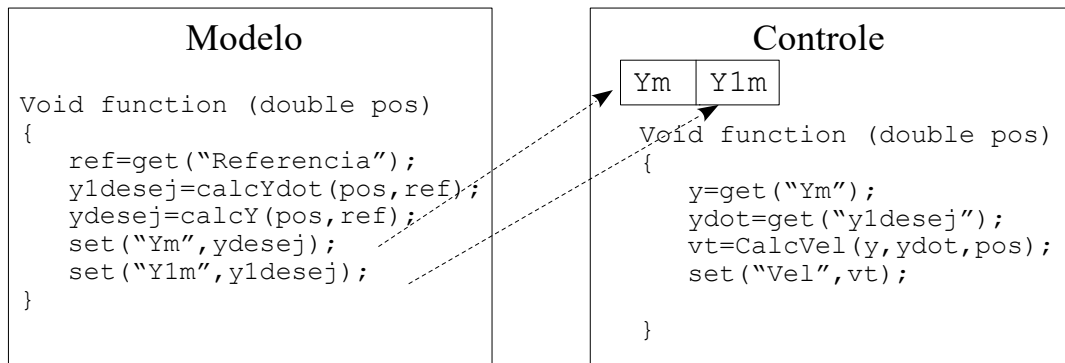 Modelo
Void function (double pos)
{
ref=get(“Referencia”);
y1desej=calcYdot(pos,ref);
ydesej=calcY(pos,ref);
set(“Ym”,ydesej);
set(“Y1m”,y1desej);
}
Controle
Ym Y1m
Void function (double pos)
{
y=get(“Ym”);
ydot=get(“y1desej”);
vt=CalcVel(y,ydot,pos);
set(“Vel”,vt);
}